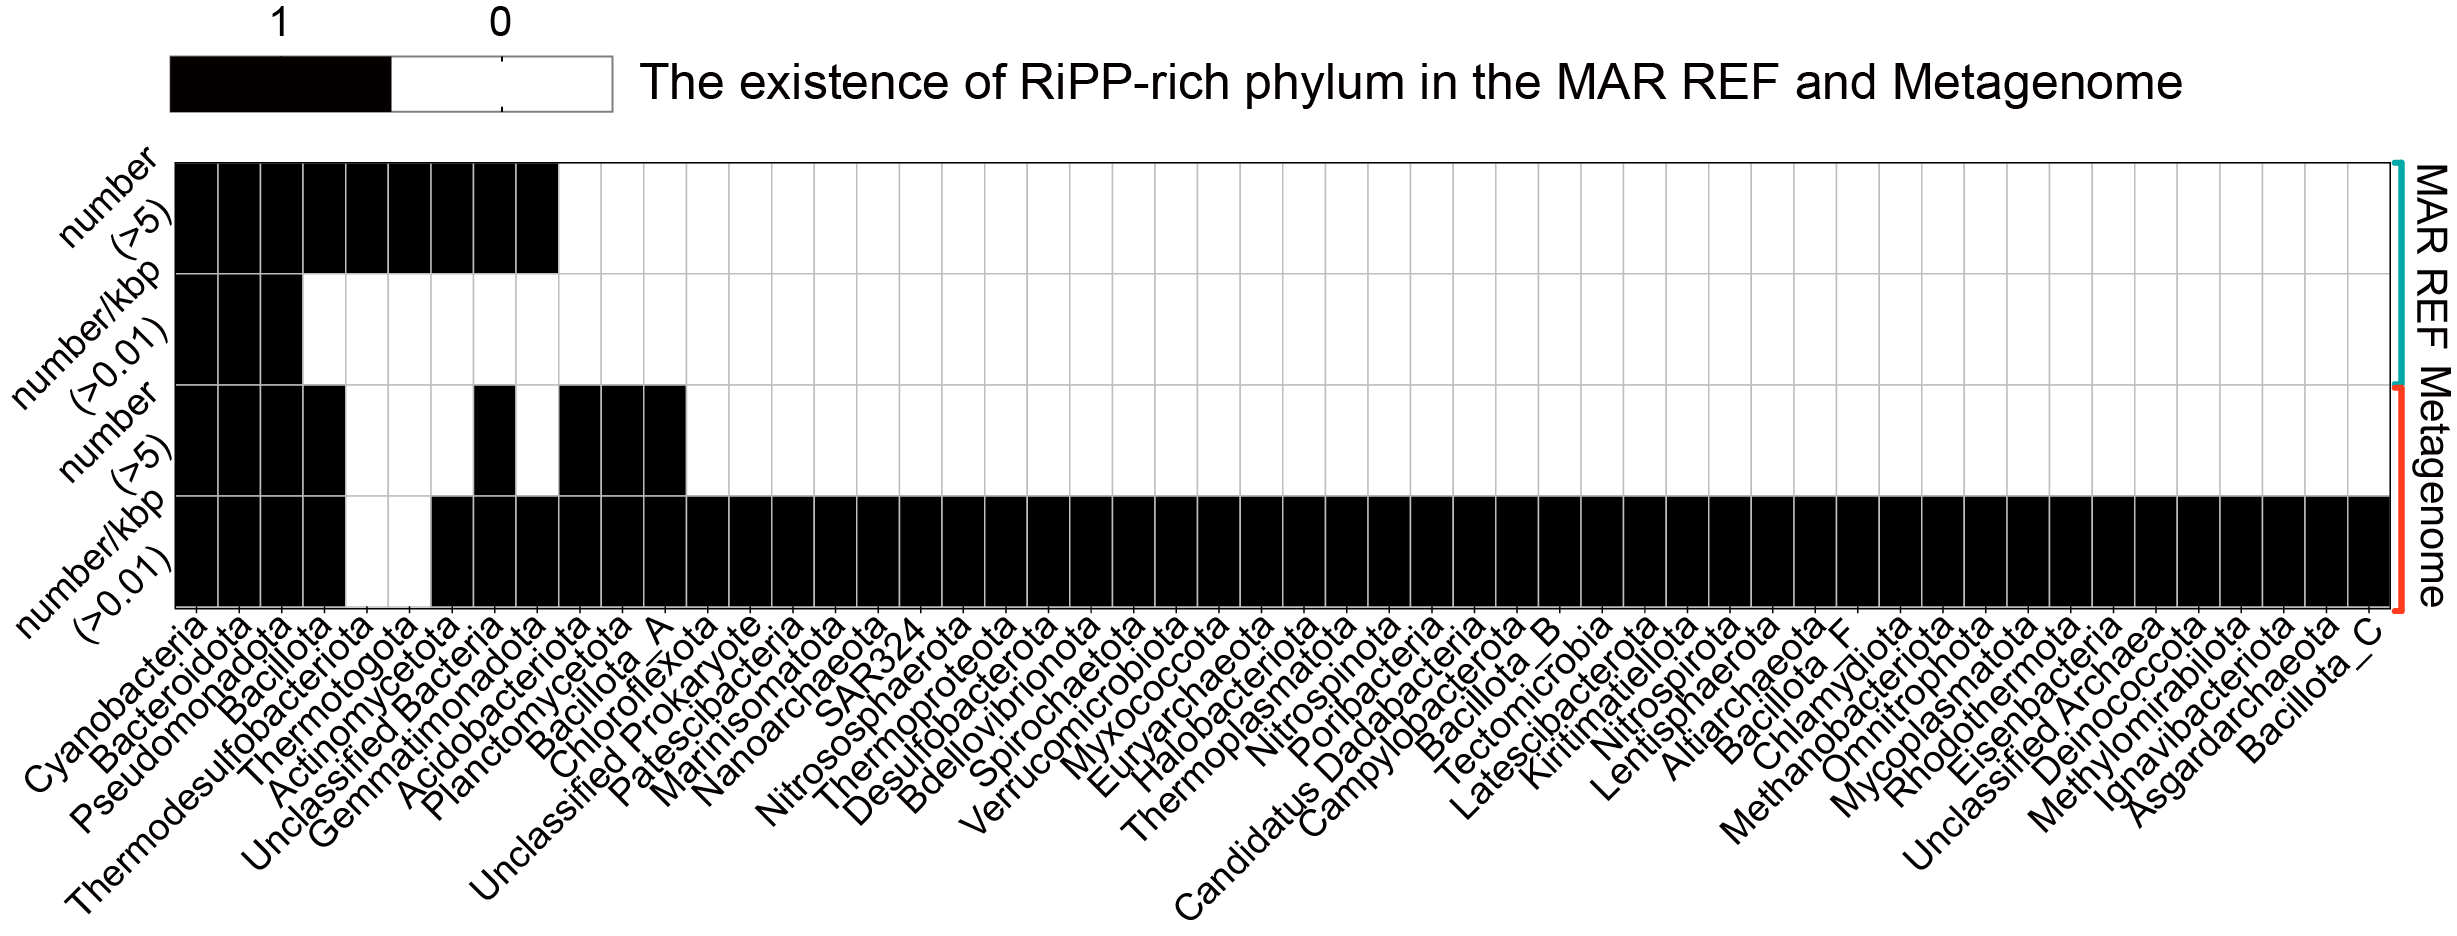 1 0
The existence of RiPP-rich phylum in the MAR REF and Metagenome
number
(>5)
number/kbp
(>0.01)
number
(>5)
number/kbp
(>0.01)
MAR REF
Metagenome
Cyanobacteria
Bacteroidota
Pseudomonadota
Bacillota
Thermodesulfobacteriota
Thermotogota
Actinomycetota
Unclassified Bacteria
Gemmatimonadota
Acidobacteriota
Planctomycetota
Bacillota_A
Chloroflexota
Unclassified Prokaryote
Patescibacteria
Marinisomatota
Nanoarchaeota
SAR324
Nitrososphaerota
Thermoproteota
Desulfobacterota
Bdellovibrionota
Spirochaetota
Verrucomicrobiota
Myxococcota
Euryarchaeota
Halobacteriota
Thermoplasmatota
Nitrospinota
Poribacteria
Candidatus Dadabacteria
Campylobacterota
Bacillota_B
Tectomicrobia
Latescibacterota
Kiritimatiellota
Nitrospirota
Lentisphaerota
Altiarchaeota
Bacillota_F
Chlamydiota
Methanobacteriota
Omnitrophota
Mycoplasmatota
Rhodothermota
Eisenbacteria
Unclassified Archaea
Deinococcota
Methylomirabilota
Ignavibacteriota
Asgardarchaeota
Bacillota_C